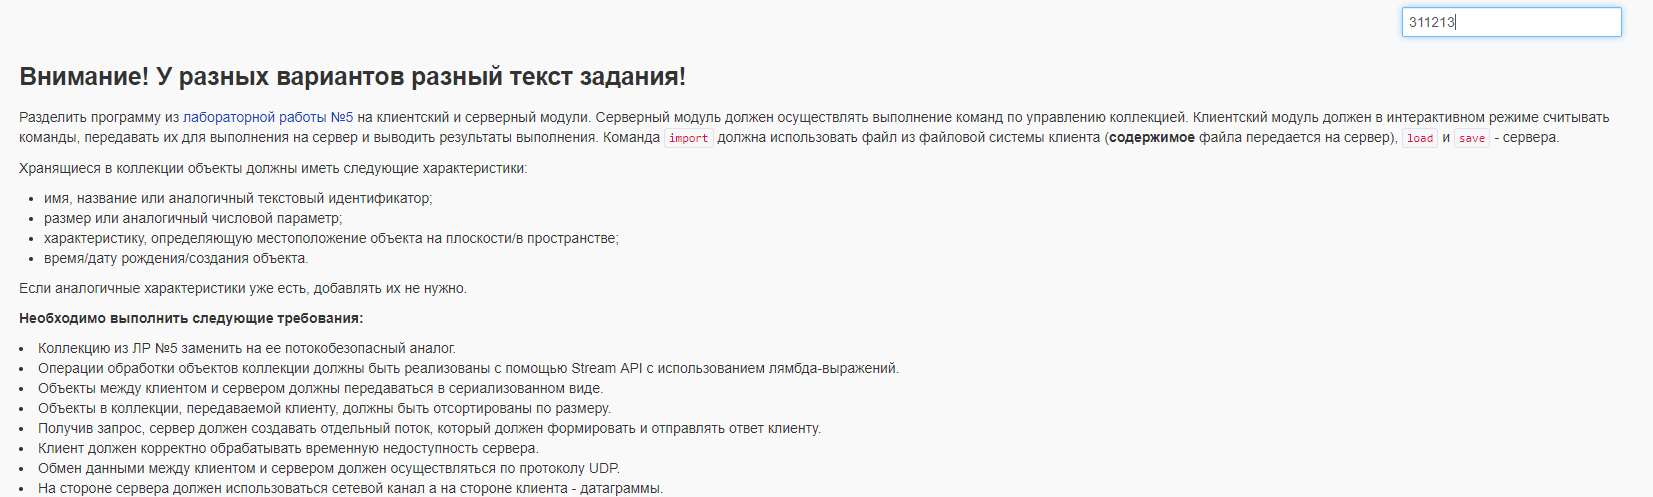 311213
Внимание! У разных вариантов разный текст задания!
Разделить программу из лабораторной работы №5 на клиентский и серверный модули. Серверный модуль должен осуществлять выполнение команд по управлению коллекцией. Клиентский модуль должен в интерактивном режиме считывать
команды, передавать их для выполнения на сервер и выводить результаты выполнения. Команда import должна использовать файл из файловой системы клиента (содержимое файла передается на сервер), load и save - сервера.
Хранящиеся в коллекции объекты должны иметь следующие характеристики:
• имя, название или аналогичный текстовый идентификатор;
• размер или аналогичный числовой параметр;
• характеристику, определяющую местоположение объекта на плоскости/в пространстве;
• время/дату рождения/создания объекта.
Если аналогичные характеристики уже есть, добавлять их не нужно.
Необходимо выполнить следующие требования:
• Коллекцию из ЛР №5 заменить на ее потокобезопасный аналог.
• Операции обработки объектов коллекции должны быть реализованы с помощью Stream API с использованием лямбда-выражений.
• Объекты между клиентом и сервером должны передаваться в сериализованном виде.
• Объекты в коллекции, передаваемой клиенту, должны быть отсортированы по размеру.
• Получив запрос, сервер должен создавать отдельный поток, который должен формировать и отправлять ответ клиенту.
• Клиент должен корректно обрабатывать временную недоступность сервера.
• Обмен данными между клиентом и сервером должен осуществляться по протоколу UDP.
• На стороне сервера должен использоваться сетевой канал а на стороне клиента - датаграммы.